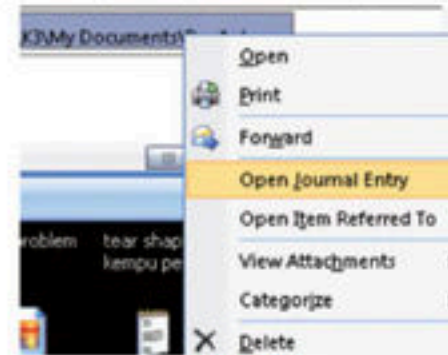 K3\My Documents\
Open
Print
Forward
Open Journal Entry
Open Item Referred To
View Attachments
Categorize
Delete
roblem
tear shap
kempu pe